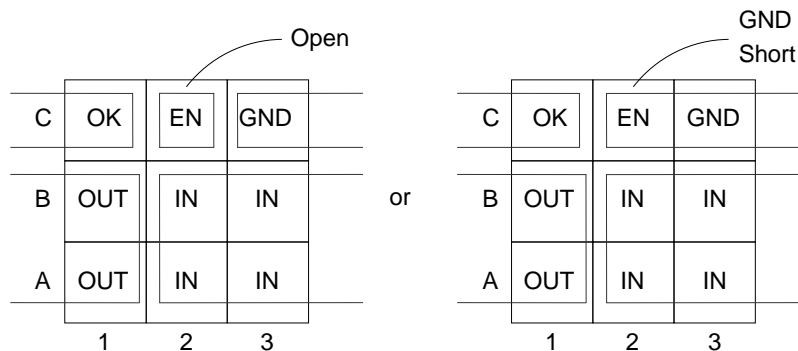 Open
GND
Short
C OK EN GND
C OK EN GND
B OUT IN IN
or
B OUT IN IN
A OUT IN IN
A OUT IN IN
1 2 3
1 2 3